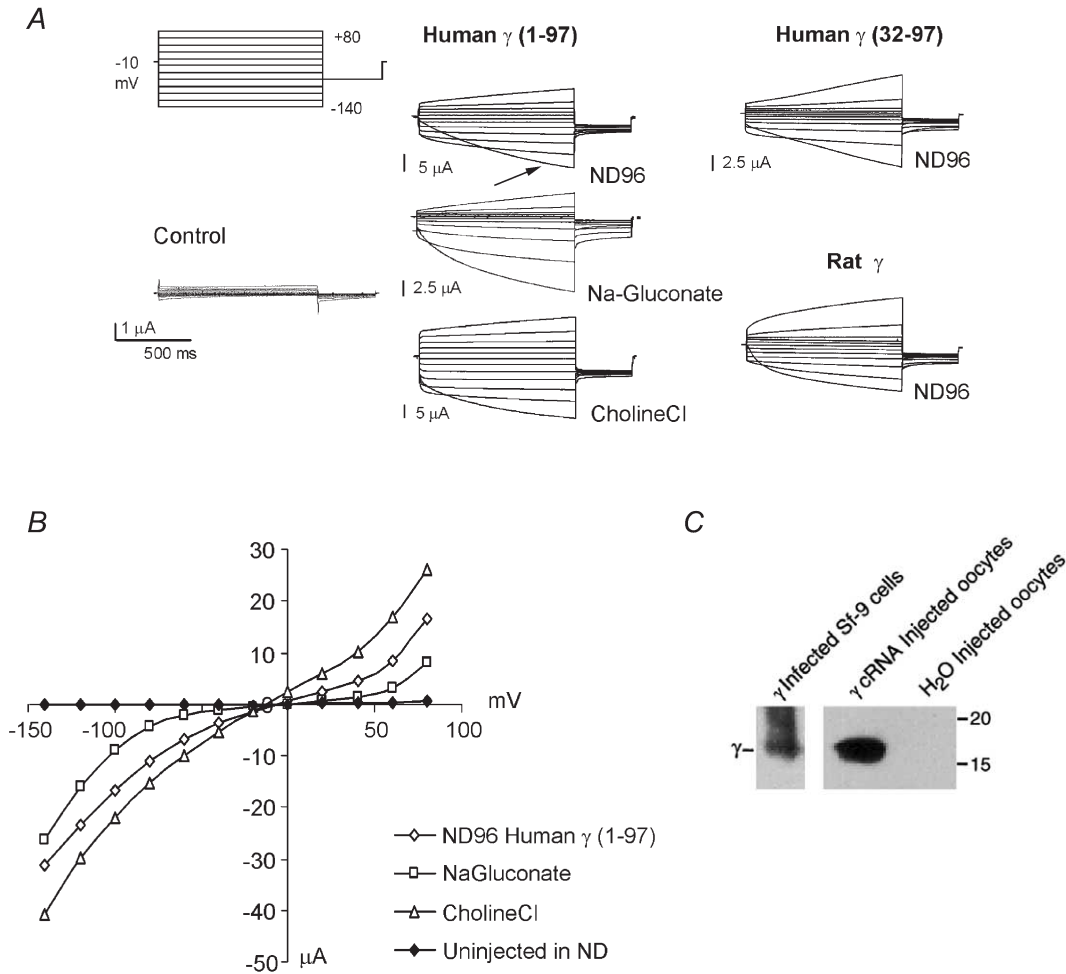 A
+80
-10
mV
-140
Control
1 μA
500 ms
Human γ (1-97)
5 μA
ND96
2.5 μA
Na-Gluconate
5 μA
CholineCl
Human γ (32-97)
2.5 μA
ND96
Rat γ
ND96
B
30
20
10
0
mV
-150
-100
-50
50
100
-10
-20
-30
-40
-50
μA
ND96 Human γ (1-97)
NaGluconate
CholineCl
Uninjected in ND
C
γ Infected Sf-9 cells
γ cRNA Injected oocytes
H2O Injected oocytes
γ-
-20
-15